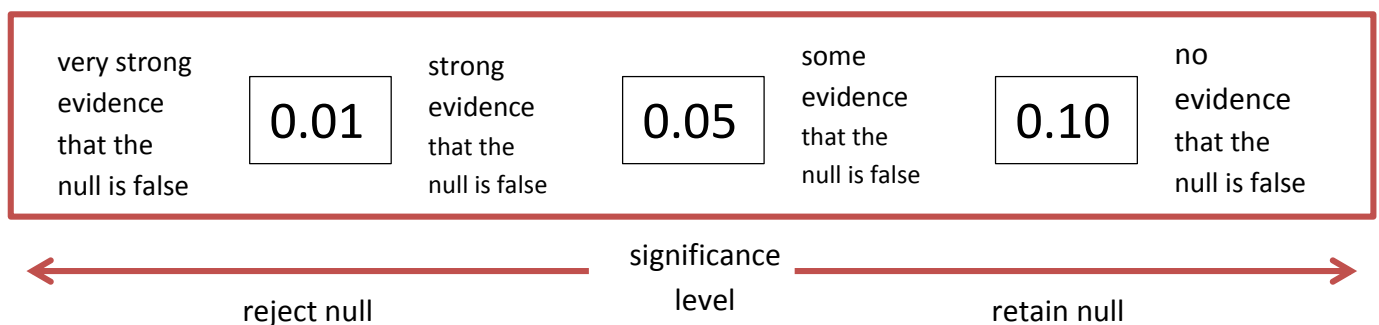 very strong
evidence
that the
null is false
0.01
strong
evidence
that the
null is false
0.05
some
evidence
that the
null is false
0.10
no
evidence
that the
null is false
significance
level
reject null
retain null